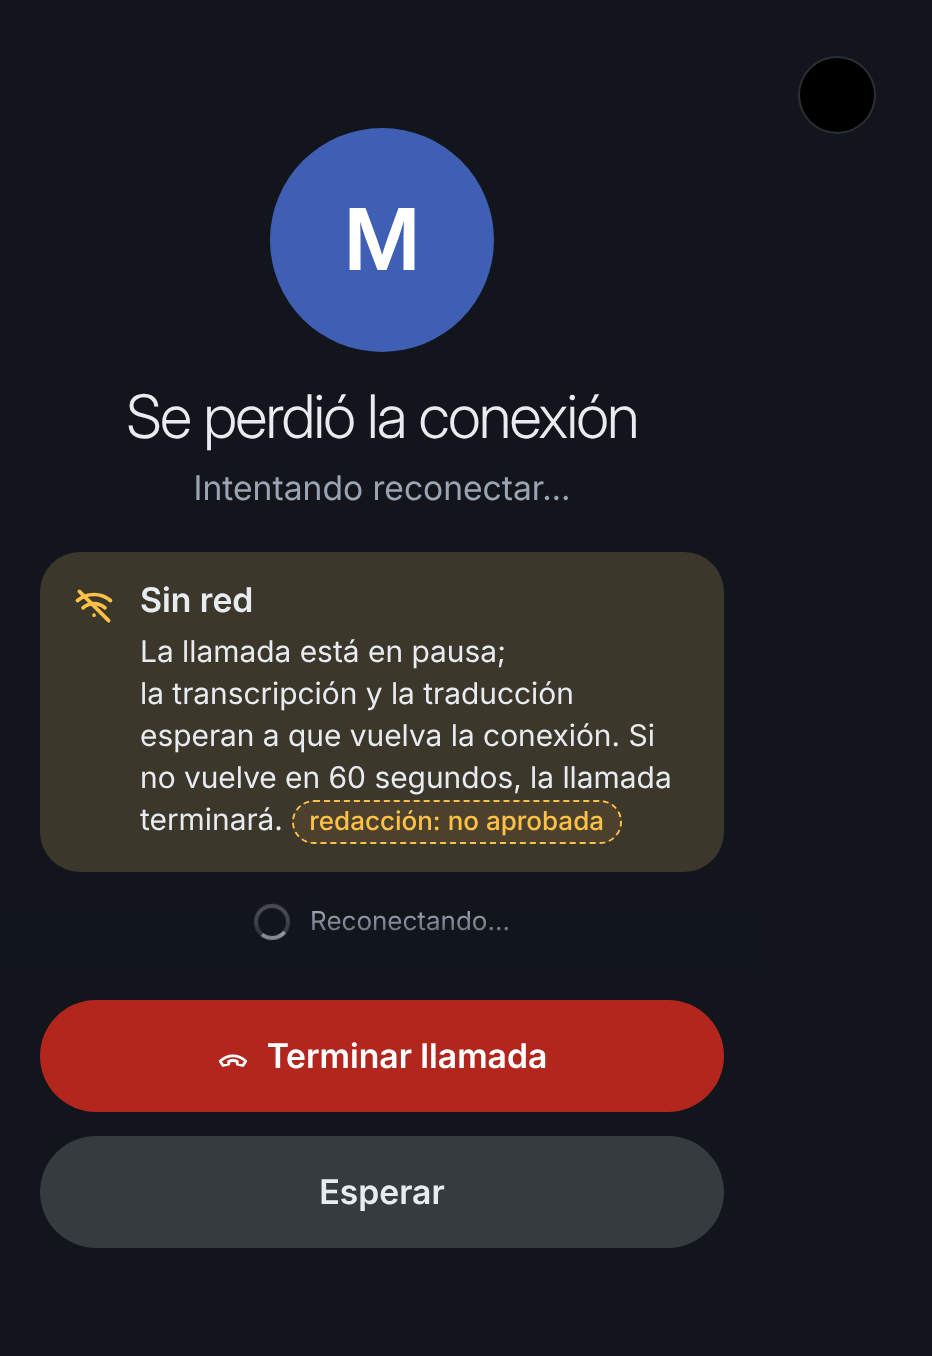 M
Se perdió la conexión
Intentando reconectar...
Sin red
La llamada está en pausa;
la transcripción y la traducción
esperan a que vuelva la conexión. Si
no vuelve en 60 segundos, la llamada
terminará. redacción: no aprobada
Reconectando...
Terminar llamada
Esperar